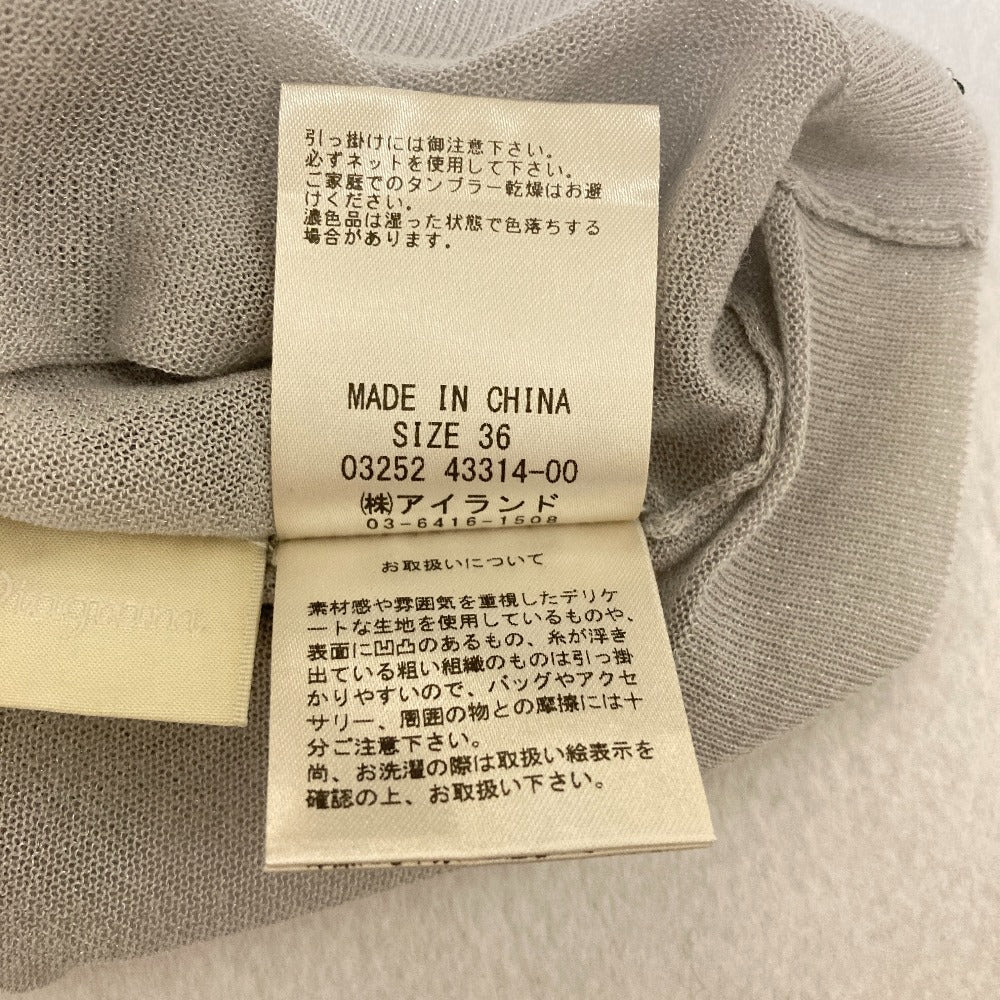 引っ掛けには御注意下さい。
必ずネットを使用して下さい。
ご家庭でのタンブラー乾燥はお避
けください。
濃色品は湿った状態で色落ちする
場合があります。
MADE IN CHINA
SIZE 36
03252 43314-00
㈱アイランド
03-6416-1508
お取扱いについて
素材感や雰囲気を重視したデリケ
ートな生地を使用しているものや、
表面に凹凸のあるもの、糸が浮き
出ている粗い組織のものは引っ掛
かりやすいので、バッグやアクセ
サリー、周囲の物との摩擦には十
分ご注意下さい。
尚、お洗濯の際は取扱い絵表示を
確認の上、お取扱い下さい。